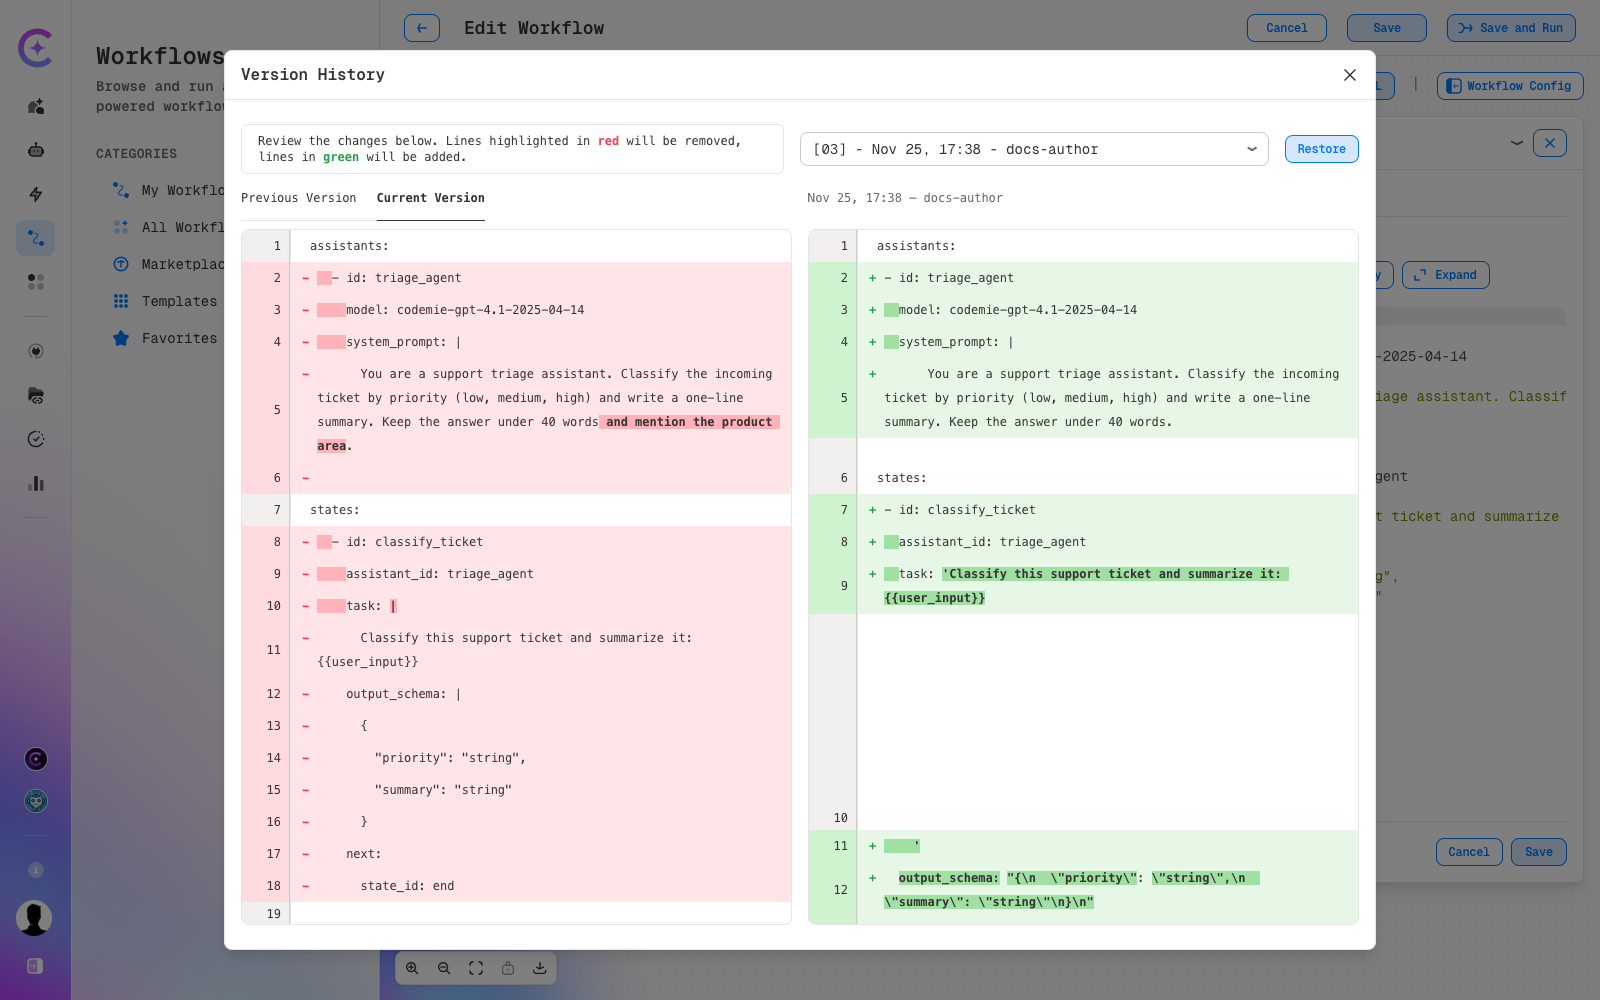 Edit Workflow
Cancel
Save
Save and Run
Workflows
Browse and run
powered workflow
CATEGORIES
My Workflo
All Workfl
Marketplac
Templates
Favorites
Workflow Config
Expand
-2025-04-14
iage assistant. Classif
gent
t ticket and summarize
g",
"
Cancel
Save
Version History
Review the changes below. Lines highlighted in red will be removed,
lines in green will be added.
[03] - Nov 25, 17:38 - docs-author
Restore
Previous Version
Current Version
Nov 25, 17:38 — docs-author
1 assistants:
2 - - id: triage_agent
3 - model: codemie-gpt-4.1-2025-04-14
4 - system_prompt: |
5 - You are a support triage assistant. Classify the incoming
ticket by priority (low, medium, high) and write a one-line
summary. Keep the answer under 40 words and mention the product
area.
6 -
7 states:
8 - - id: classify_ticket
9 - assistant_id: triage_agent
10 - task: |
11 - Classify this support ticket and summarize it:
{{user_input}}
12 - output_schema: |
13 - {
14 - "priority": "string",
15 - "summary": "string"
16 - }
17 - next:
18 - state_id: end
19
1 assistants:
2 + - id: triage_agent
3 + model: codemie-gpt-4.1-2025-04-14
4 + system_prompt: |
5 + You are a support triage assistant. Classify the incoming
ticket by priority (low, medium, high) and write a one-line
summary. Keep the answer under 40 words.
6 states:
7 + - id: classify_ticket
8 + assistant_id: triage_agent
9 + task: 'Classify this support ticket and summarize it:
{{user_input}}
10
11 + '
12 + output_schema: "{\n \"priority\": \"string\",\n
\"summary\": \"string\"\n}\n"